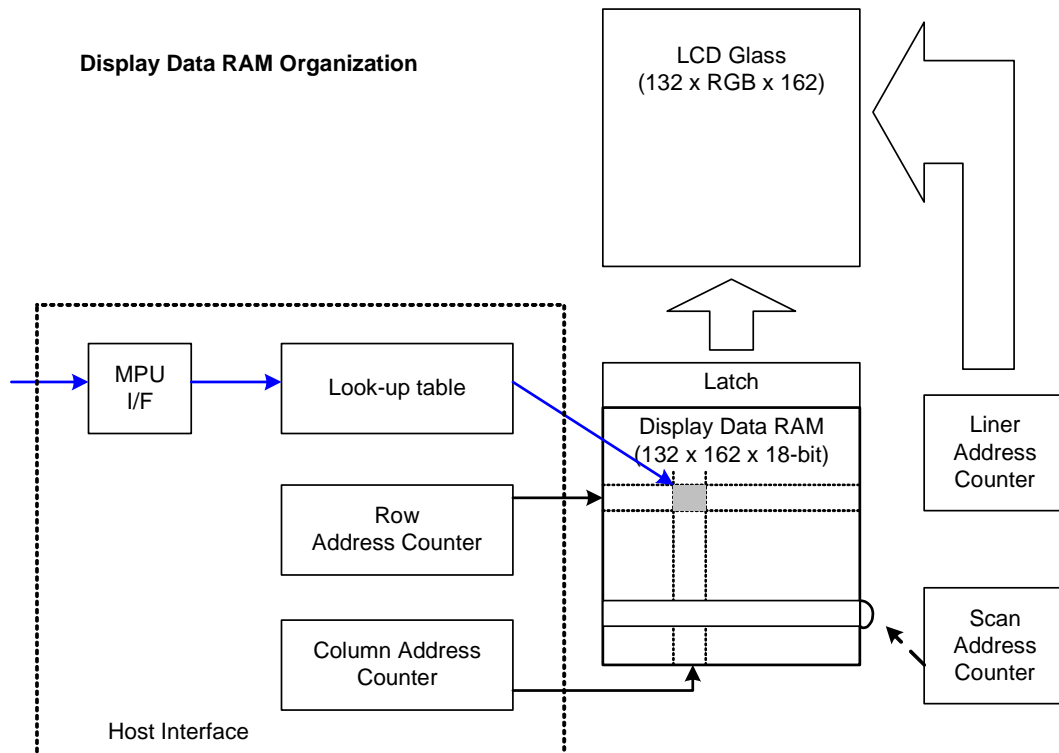 Display Data RAM Organization
LCD Glass
(132 x RGB x 162)
MPU
I/F
Look-up table
Latch
Display Data RAM
(132 x 162 x 18-bit)
Liner
Address
Counter
Row
Address Counter
Column Address
Counter
Scan
Address
Counter
Host Interface